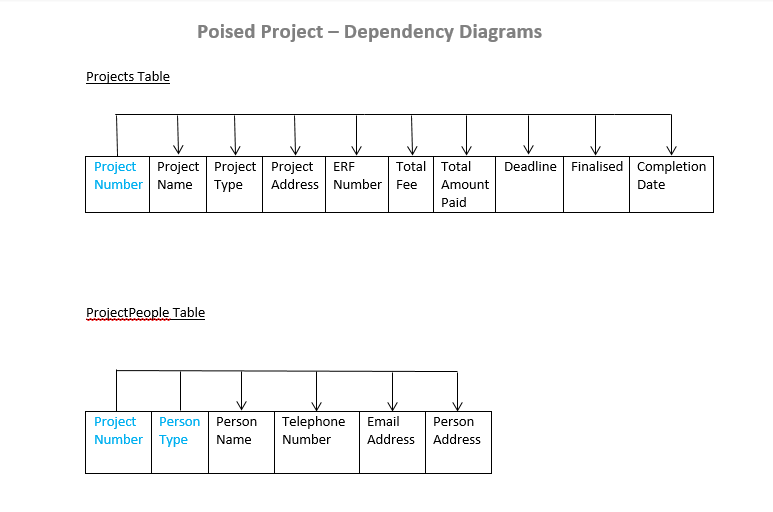 Poised Project – Dependency Diagrams
Projects Table
Project Number
Project Name
Project Type
Project Address
ERF Number
Total Fee
Total Amount Paid
Deadline
Finalised
Completion Date
ProjectPeople Table
Project Number
Person Type
Person Name
Telephone Number
Email Address
Person Address